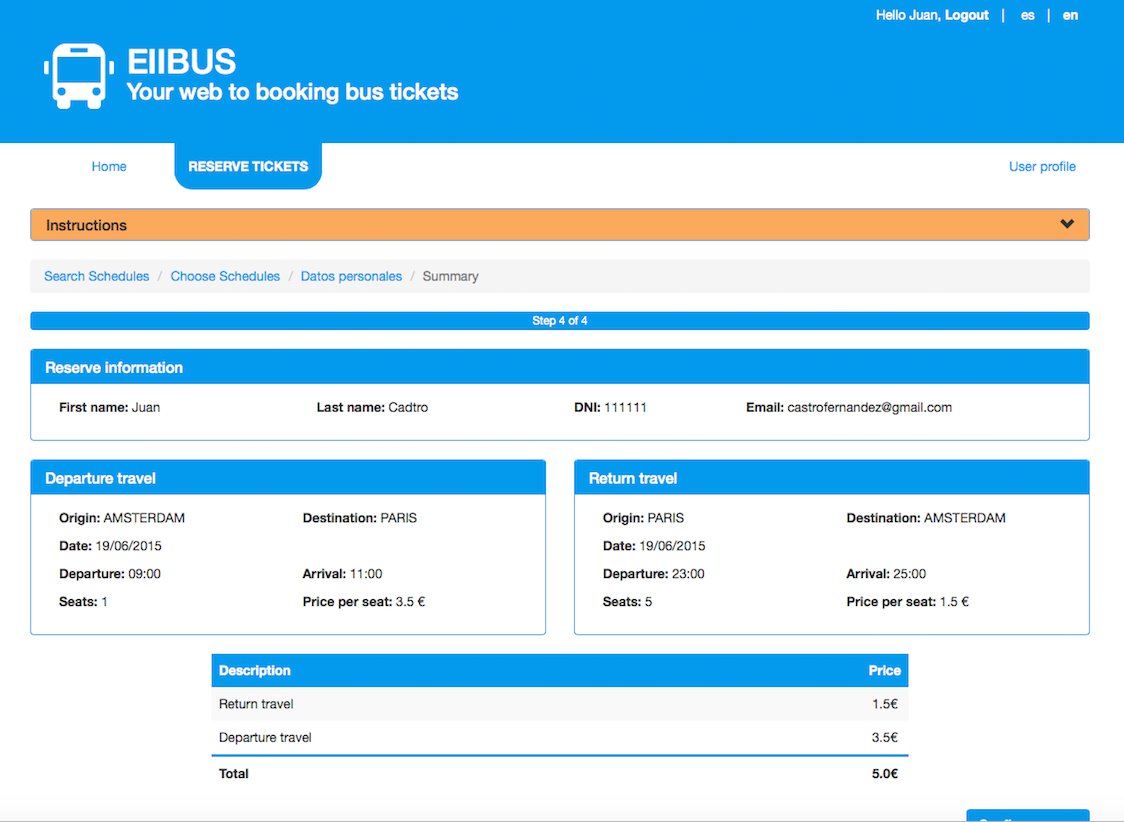 Hello Juan, Logout | es | en
EIIBUS
Your web to booking bus tickets
Home RESERVE TICKETS User profile
Instructions
Search Schedules / Choose Schedules / Datos personales / Summary
Step 4 of 4
Reserve information
First name: Juan Last name: Cadtro DNI: 111111 Email: castrofernandez@gmail.com
Departure travel
Origin: AMSTERDAM Destination: PARIS
Date: 19/06/2015
Departure: 09:00 Arrival: 11:00
Seats: 1 Price per seat: 3.5 €
Return travel
Origin: PARIS Destination: AMSTERDAM
Date: 19/06/2015
Departure: 23:00 Arrival: 25:00
Seats: 5 Price per seat: 1.5 €
Description Price
Return travel 1.5€
Departure travel 3.5€
Total 5.0€